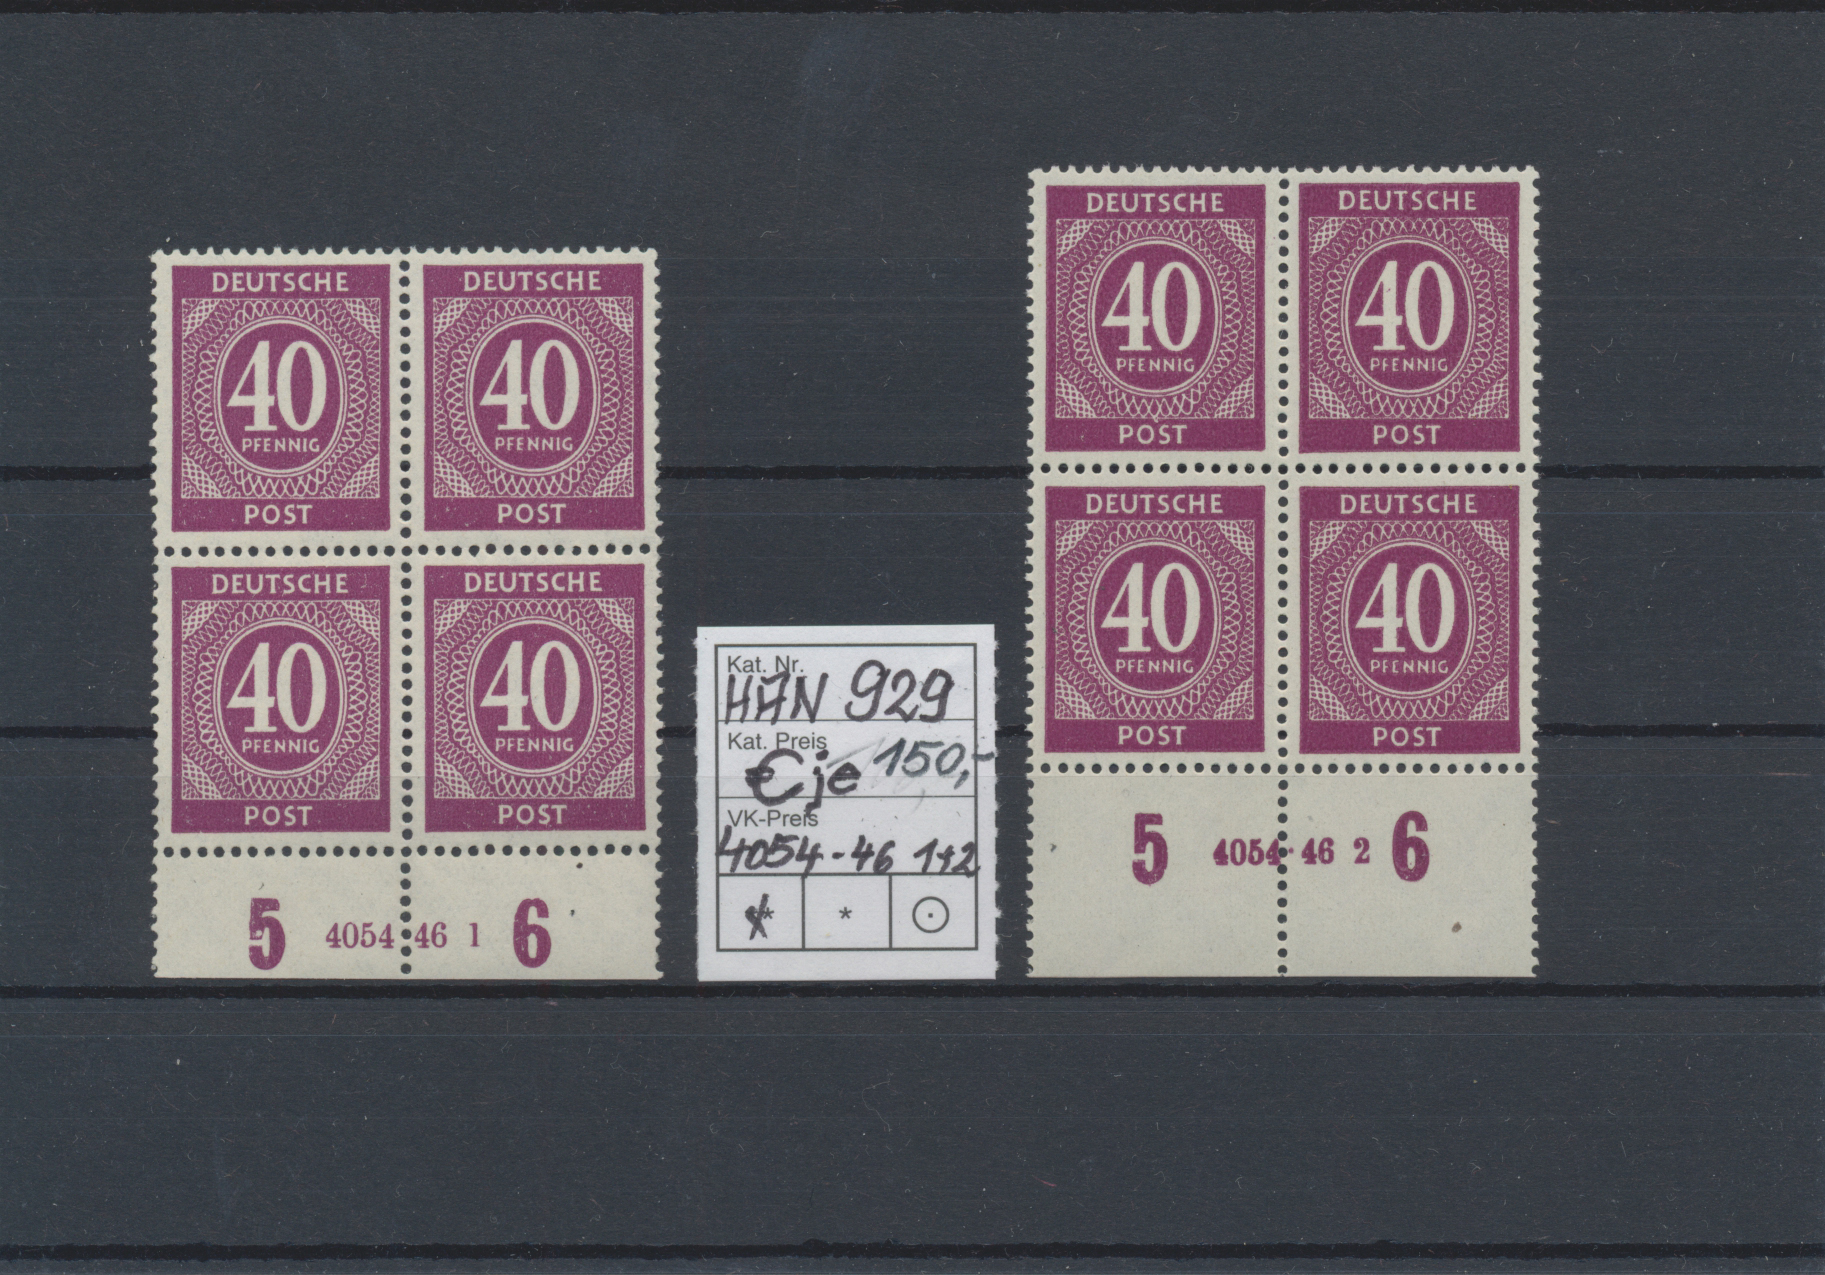 DEUTSCHE DEUTSCHE
40 40
PFENNIG PFENNIG
POST POST
DEUTSCHE DEUTSCHE
40 40
PFENNIG PFENNIG
POST POST
5 4054 46 1 6
Kat. Nr.
HAN 929
Kat. Preis
€ je 150,-
VK-Preis
4054-46 1+2
** * ⊙
DEUTSCHE DEUTSCHE
40 40
PFENNIG PFENNIG
POST POST
DEUTSCHE DEUTSCHE
40 40
PFENNIG PFENNIG
POST POST
5 4054·46 2 6